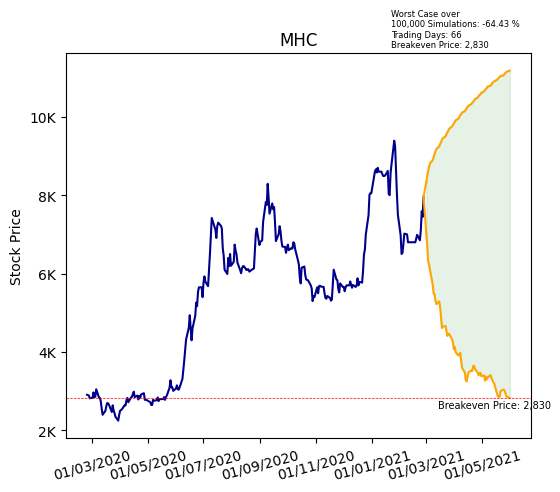 Worst Case over
100,000 Simulations: -64.43 %
Trading Days: 66
Breakeven Price: 2,830
MHC
Stock Price
10K
8K
6K
4K
2K
Breakeven Price: 2,830
01/03/2020
01/05/2020
01/07/2020
01/09/2020
01/11/2020
01/01/2021
01/03/2021
01/05/2021